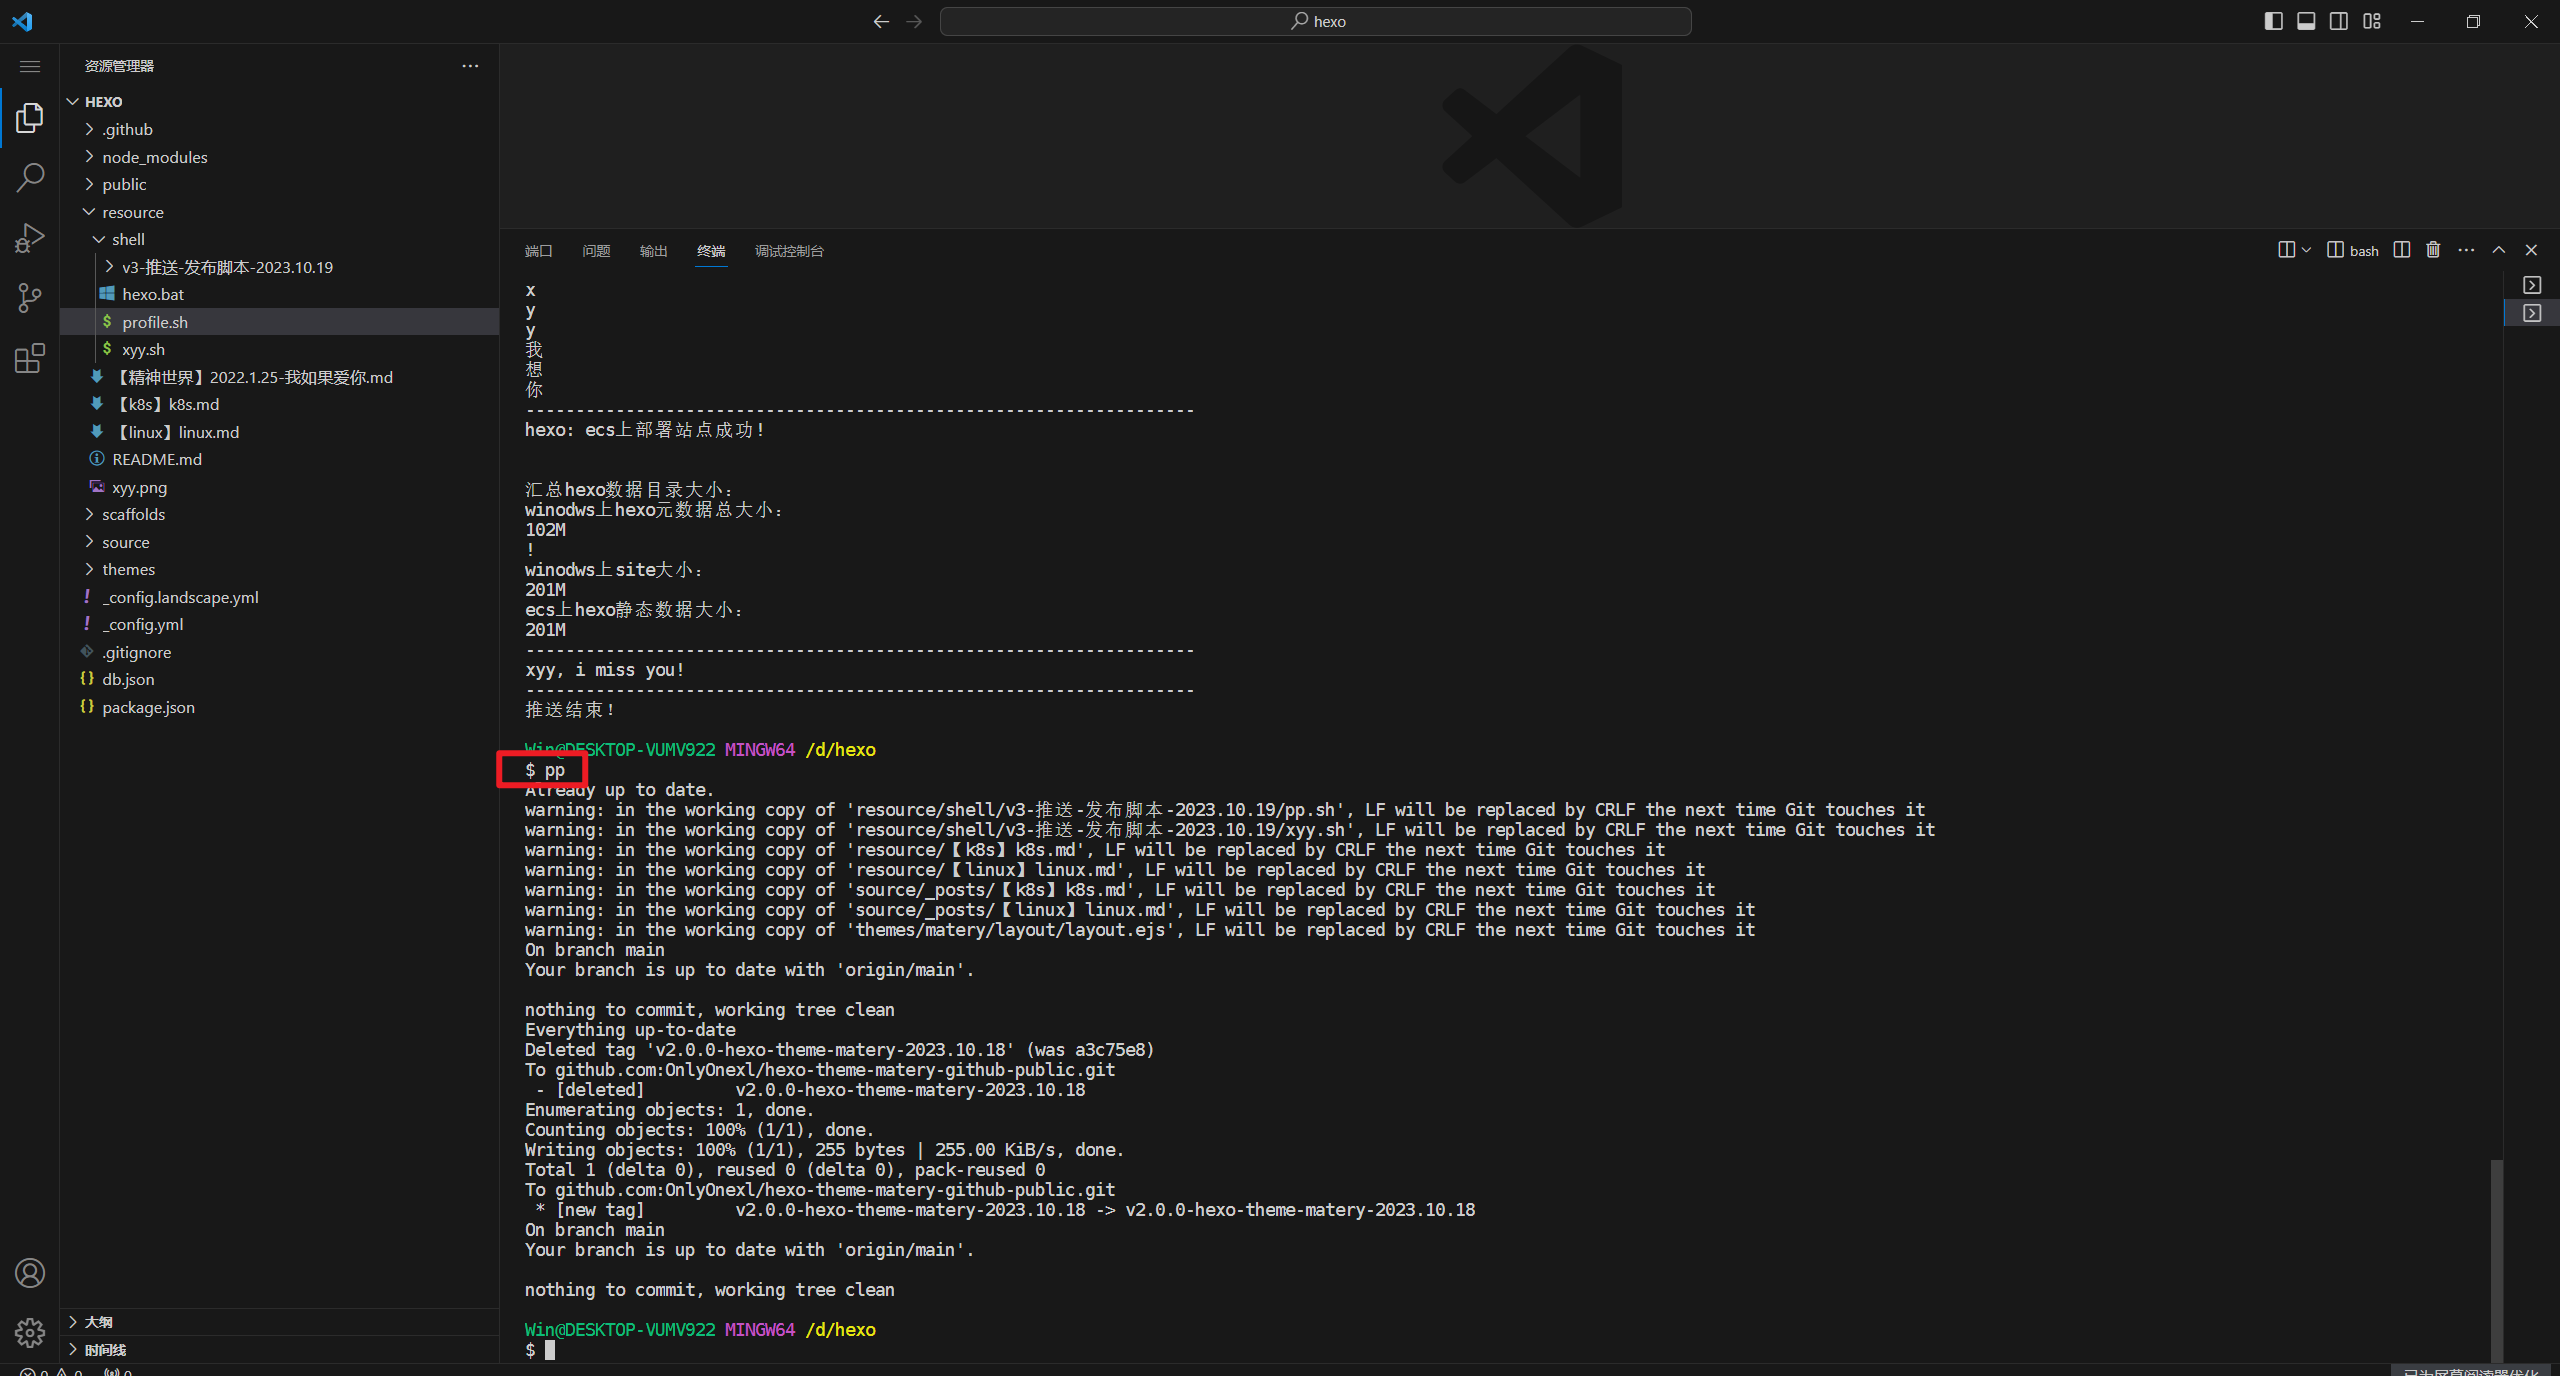 hexo
资源管理器
HEXO
.github
node_modules
public
resource
shell
v3-推送-发布脚本-2023.10.19
hexo.bat
profile.sh
xyy.sh
【精神世界】2022.1.25-我如果爱你.md
【k8s】k8s.md
【linux】linux.md
README.md
xyy.png
scaffolds
source
themes
_config.landscape.yml
_config.yml
.gitignore
db.json
package.json
大纲
时间线
端口 问题 输出 终端 调试控制台 bash
x
y
y
我
想
你
-------------------------------------------------------------------
hexo: ecs上部署站点成功!
汇总hexo数据目录大小:
winodws上hexo元数据总大小:
102M
!
winodws上site大小:
201M
ecs上hexo静态数据大小:
201M
-------------------------------------------------------------------
xyy, i miss you!
-------------------------------------------------------------------
推送结束!
Win@DESKTOP-VUMV922 MINGW64 /d/hexo
$ pp
Already up to date.
warning: in the working copy of 'resource/shell/v3-推送-发布脚本-2023.10.19/pp.sh', LF will be replaced by CRLF the next time Git touches it
warning: in the working copy of 'resource/shell/v3-推送-发布脚本-2023.10.19/xyy.sh', LF will be replaced by CRLF the next time Git touches it
warning: in the working copy of 'resource/【k8s】k8s.md', LF will be replaced by CRLF the next time Git touches it
warning: in the working copy of 'resource/【linux】linux.md', LF will be replaced by CRLF the next time Git touches it
warning: in the working copy of 'source/_posts/【k8s】k8s.md', LF will be replaced by CRLF the next time Git touches it
warning: in the working copy of 'source/_posts/【linux】linux.md', LF will be replaced by CRLF the next time Git touches it
warning: in the working copy of 'themes/matery/layout/layout.ejs', LF will be replaced by CRLF the next time Git touches it
On branch main
Your branch is up to date with 'origin/main'.
nothing to commit, working tree clean
Everything up-to-date
Deleted tag 'v2.0.0-hexo-theme-matery-2023.10.18' (was a3c75e8)
To github.com:OnlyOnexl/hexo-theme-matery-github-public.git
- [deleted] v2.0.0-hexo-theme-matery-2023.10.18
Enumerating objects: 1, done.
Counting objects: 100% (1/1), done.
Writing objects: 100% (1/1), 255 bytes | 255.00 KiB/s, done.
Total 1 (delta 0), reused 0 (delta 0), pack-reused 0
To github.com:OnlyOnexl/hexo-theme-matery-github-public.git
* [new tag] v2.0.0-hexo-theme-matery-2023.10.18 -> v2.0.0-hexo-theme-matery-2023.10.18
On branch main
Your branch is up to date with 'origin/main'.
nothing to commit, working tree clean
Win@DESKTOP-VUMV922 MINGW64 /d/hexo
$